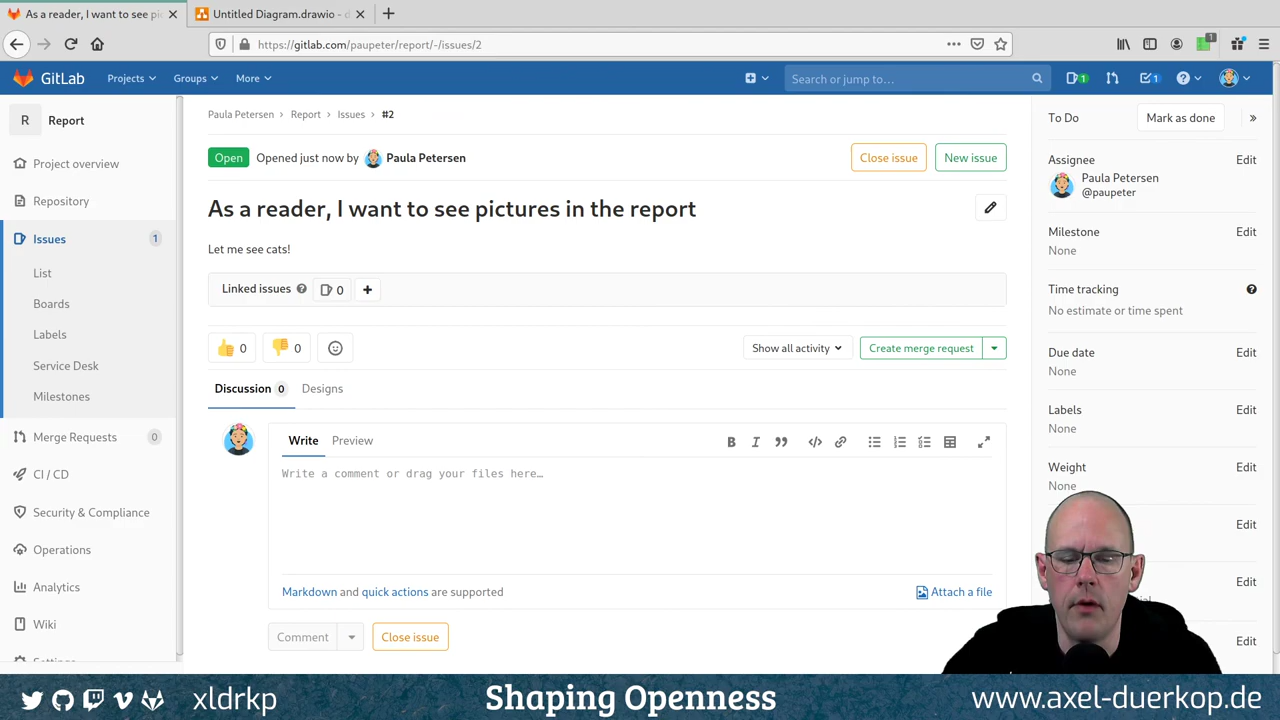 As a reader, I want to see pi
Untitled Diagram.drawio - d
https://gitlab.com/paupeter/report/-/issues/2
1
GitLab
Projects
Groups
More
Search or jump to…
1
1
R
Report
Project overview
Repository
Issues
1
List
Boards
Labels
Service Desk
Milestones
Merge Requests
0
CI / CD
Security & Compliance
Operations
Analytics
Wiki
Settings
Paula Petersen
Report
Issues
#2
Open
Opened just now by
Paula Petersen
Close issue
New issue
As a reader, I want to see pictures in the report
Let me see cats!
Linked issues
0
👍 0
👎 0
Show all activity
Create merge request
Discussion 0
Designs
Write
Preview
Write a comment or drag your files here…
Markdown and quick actions are supported
Attach a file
Comment
Close issue
To Do
Mark as done
Assignee
Edit
Paula Petersen
@paupeter
Milestone
Edit
None
Time tracking
No estimate or time spent
Due date
Edit
None
Labels
Edit
None
Weight
Edit
None
Edit
Edit
Edit
xldrkp
Shaping Openness
www.axel-duerkop.de